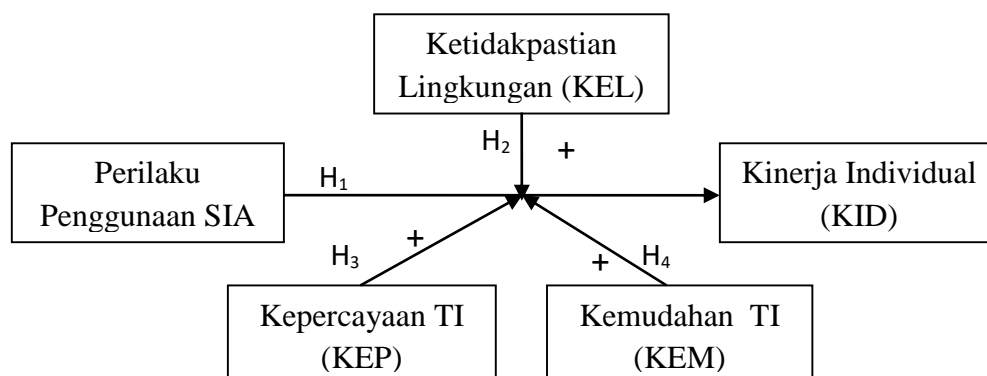 Ketidakpastian
Lingkungan (KEL)
H2
+
Perilaku
Penggunaan SIA
H1
Kinerja Individual
(KID)
H3
+
+
H4
Kepercayaan TI
(KEP)
Kemudahan TI
(KEM)